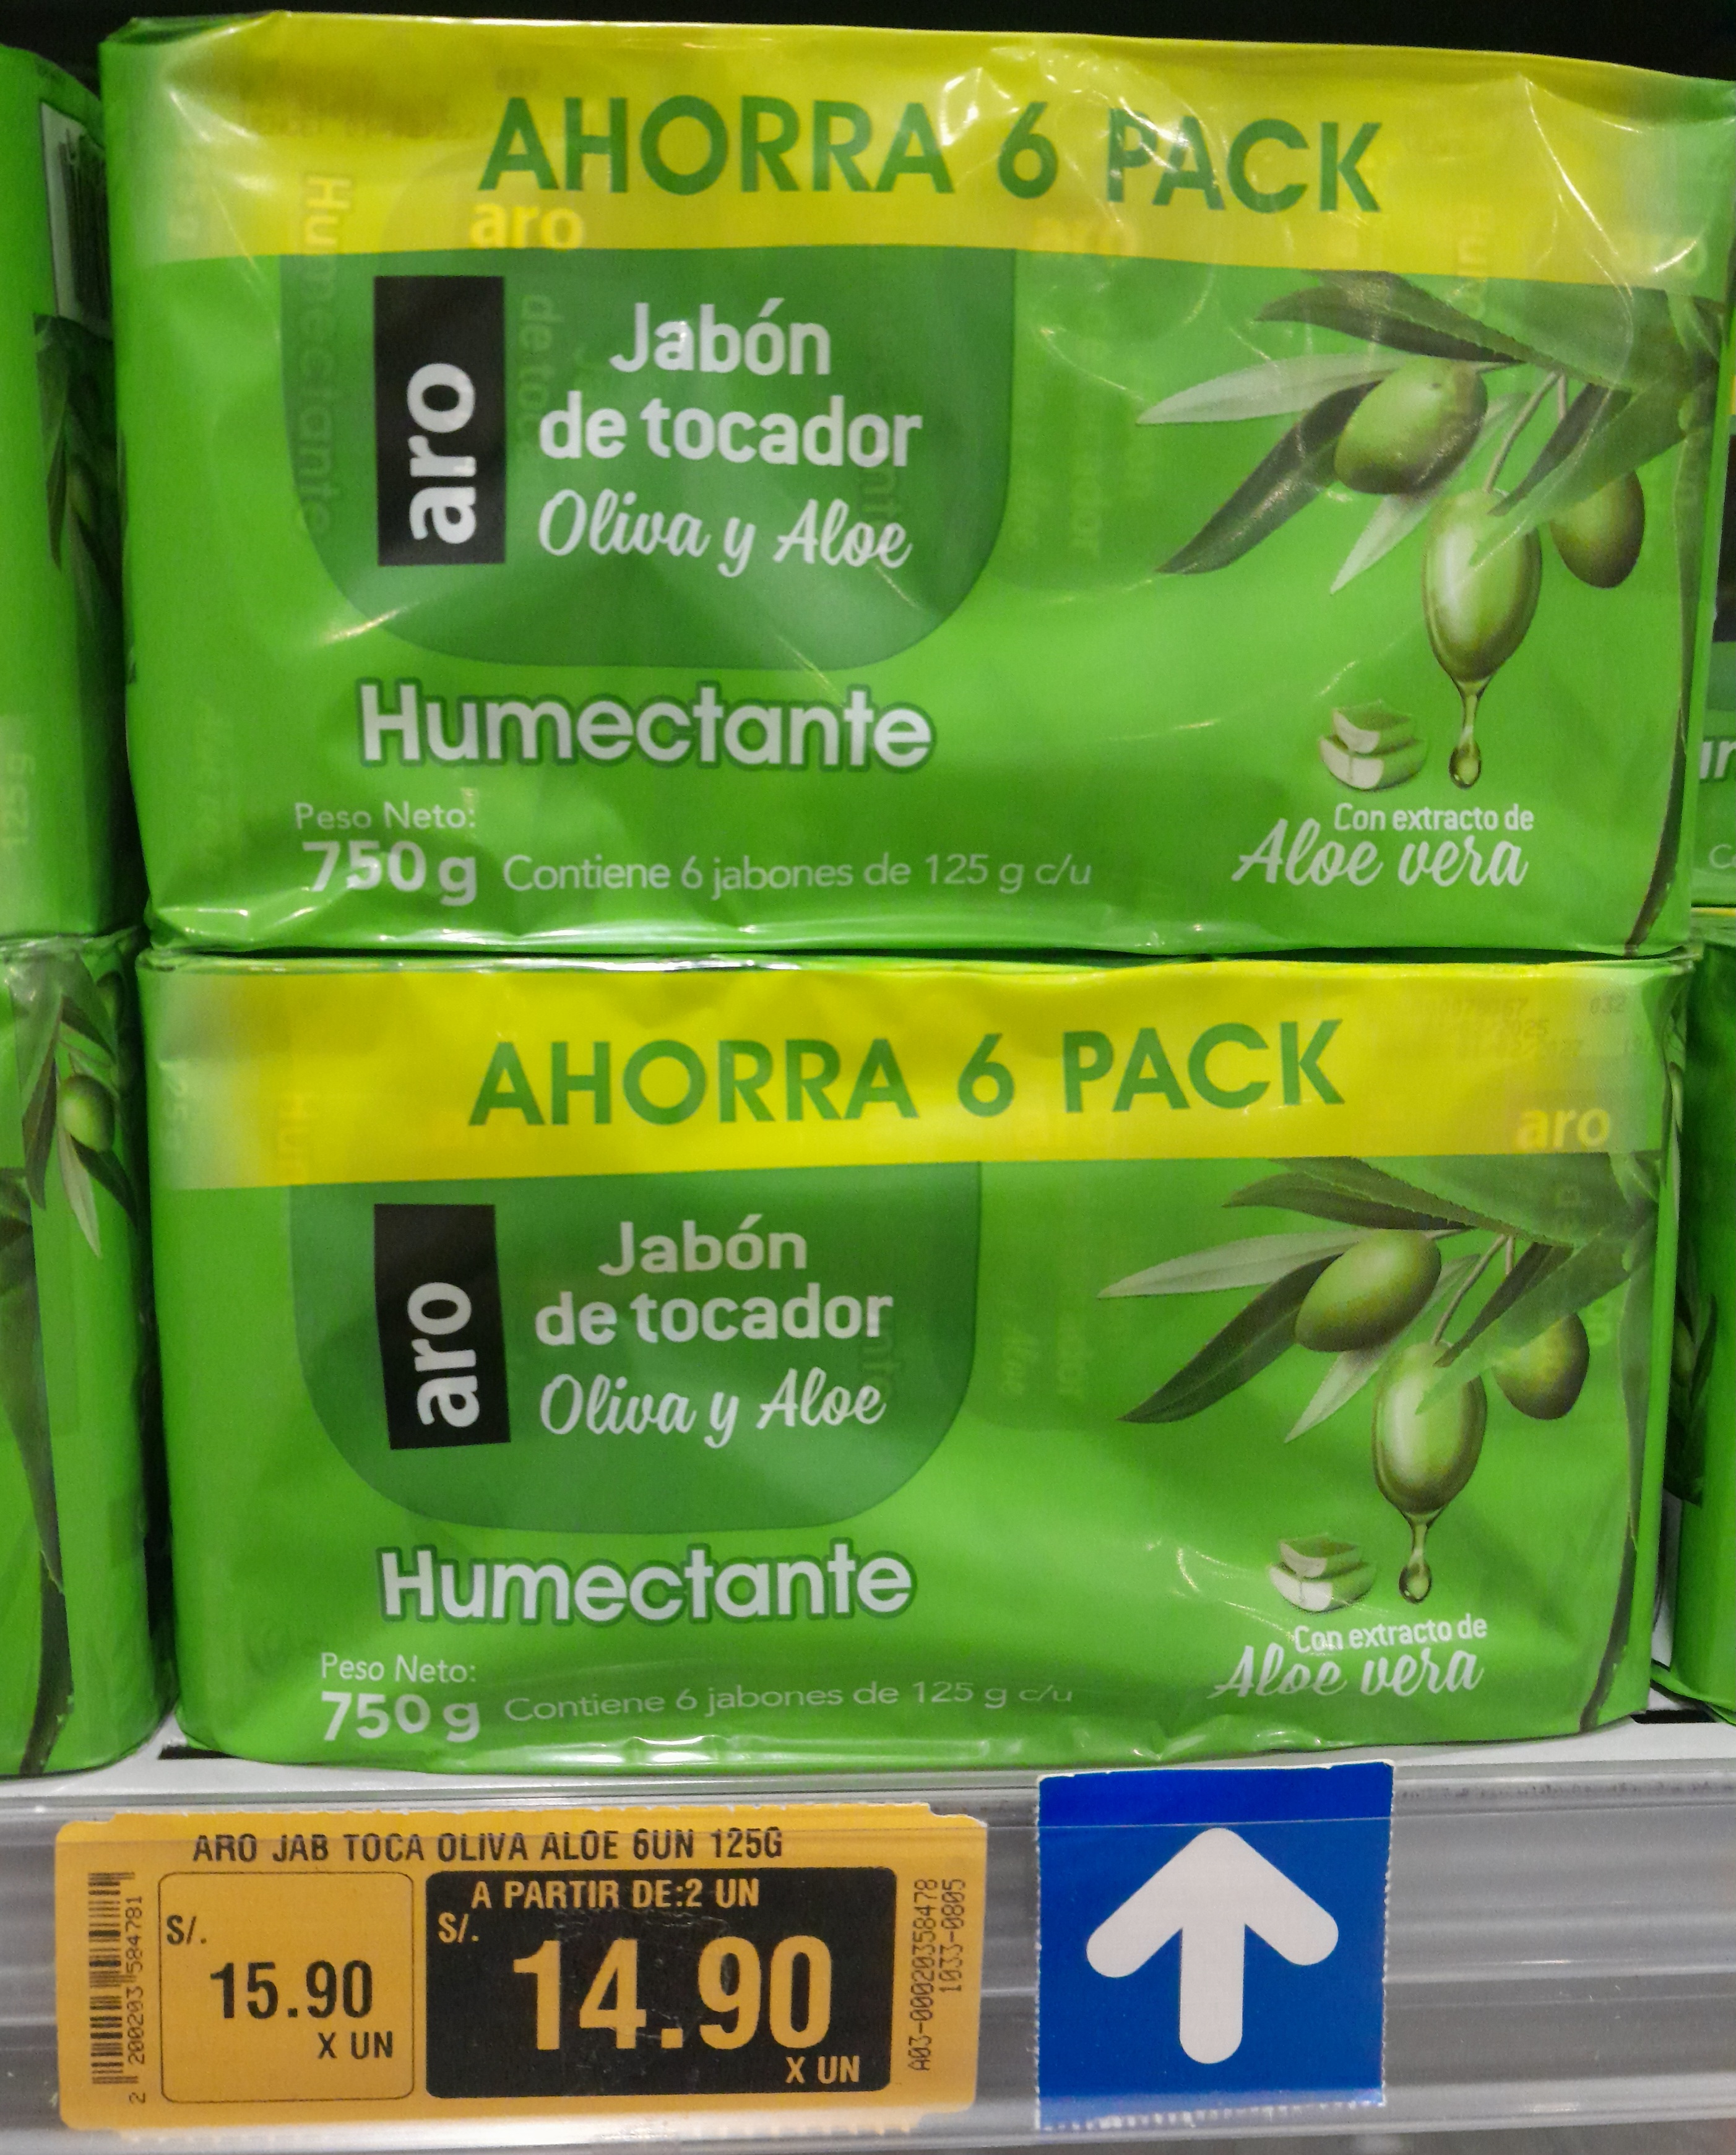 AHORRA 6 PACK
aro
Jabón
de tocador
Oliva y Aloe
Humectante
Peso Neto:
750 g Contiene 6 jabones de 125 g c/u
Con extracto de
Aloe vera
AHORRA 6 PACK
aro
aro
Jabón
de tocador
Oliva y Aloe
Humectante
Peso Neto:
750 g Contiene 6 jabones de 125 g c/u
Con extracto de
Aloe vera
ARO JAB TOCA OLIVA ALOE 6UN 125G
S/.
15.90
X UN
A PARTIR DE:2 UN
S/.
14.90
X UN
2 200203 584781
A03-00020358478
1033-0805